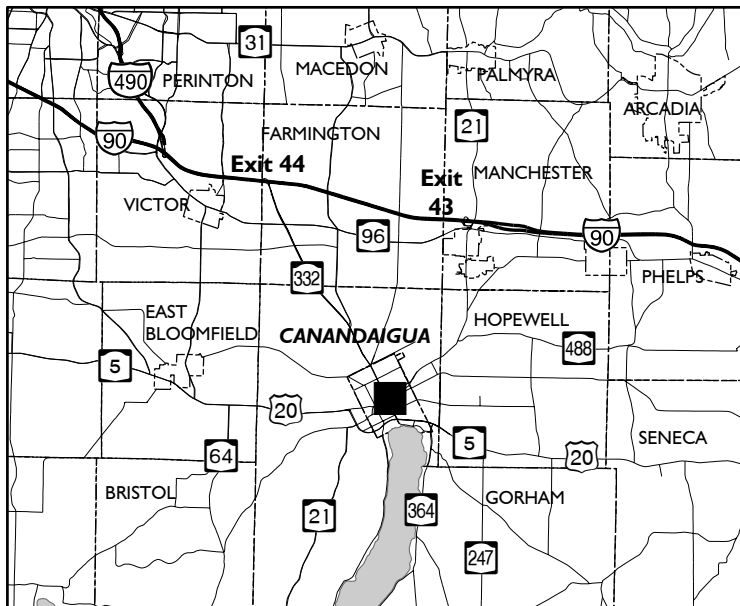 31
MACEDON
PALMYRA
490
PERINTON
ARCADIA
21
FARMINGTON
90
Exit 44
Exit
43
MANCHESTER
VICTOR
96
90
332
PHELPS
EAST
BLOOMFIELD
CANANDAIGUA
HOPEWELL
488
5
20
64
5
20
SENECA
BRISTOL
21
364
GORHAM
247